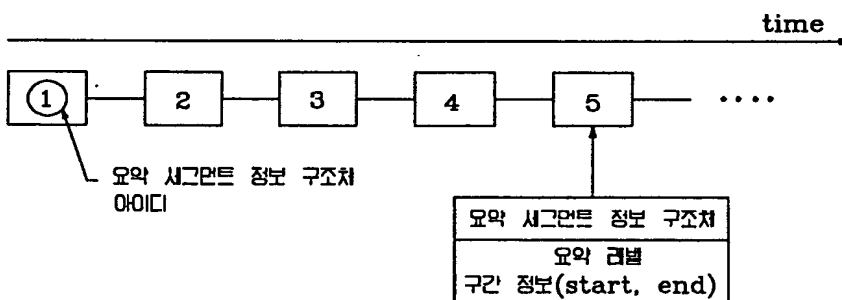 time
1 2 3 4 5 ....
요약 세그먼트 정보 구조체
아이디
요약 세그먼트 정보 구조체
요약 레벨
구간 정보(start, end)